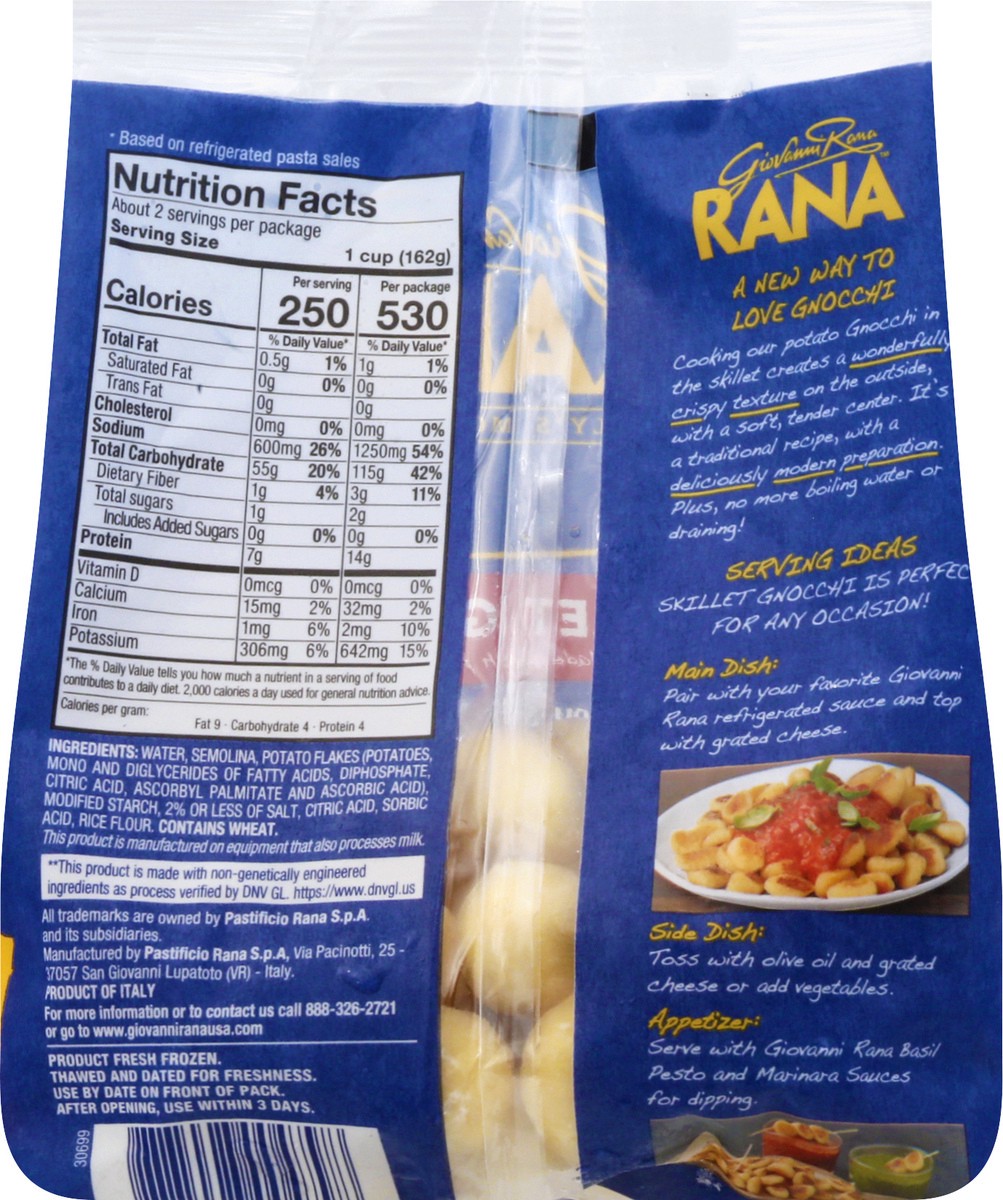 * Based on refrigerated pasta sales
Nutrition Facts
About 2 servings per package
Serving Size
1 cup (162g)
Per serving Per package
Calories 250 530
% Daily Value* % Daily Value*
Total Fat 0.5g 1% 1g 1%
Saturated Fat 0g 0% 0g 0%
Trans Fat 0g 0g
Cholesterol 0mg 0% 0mg 0%
Sodium 600mg 26% 1250mg 54%
Total Carbohydrate 55g 20% 115g 42%
Dietary Fiber 1g 4% 3g 11%
Total sugars 1g 2g
Includes Added Sugars 0g 0% 0g 0%
Protein 7g 14g
Vitamin D 0mcg 0% 0mcg 0%
Calcium 15mg 2% 32mg 2%
Iron 1mg 6% 2mg 10%
Potassium 306mg 6% 642mg 15%
*The % Daily Value tells you how much a nutrient in a serving of food
contributes to a daily diet. 2,000 calories a day used for general nutrition advice.
Calories per gram:
Fat 9 · Carbohydrate 4 · Protein 4
INGREDIENTS: WATER, SEMOLINA, POTATO FLAKES (POTATOES,
MONO AND DIGLYCERIDES OF FATTY ACIDS, DIPHOSPHATE,
CITRIC ACID, ASCORBYL PALMITATE AND ASCORBIC ACID),
MODIFIED STARCH, 2% OR LESS OF SALT, CITRIC ACID, SORBIC
ACID, RICE FLOUR. CONTAINS WHEAT.
This product is manufactured on equipment that also processes milk.
**This product is made with non-genetically engineered
ingredients as process verified by DNV GL. https://www.dnvgl.us
All trademarks are owned by Pastificio Rana S.p.A.
and its subsidiaries.
Manufactured by Pastificio Rana S.p.A, Via Pacinotti, 25 -
37057 San Giovanni Lupatoto (VR) - Italy.
PRODUCT OF ITALY
For more information or to contact us call 888-326-2721
or go to www.giovanniranausa.com
PRODUCT FRESH FROZEN.
THAWED AND DATED FOR FRESHNESS.
USE BY DATE ON FRONT OF PACK.
AFTER OPENING, USE WITHIN 3 DAYS.
30699
Giovanni Rana
RANA™
A NEW WAY TO
LOVE GNOCCHI
Cooking our potato Gnocchi in
the skillet creates a wonderfully
crispy texture on the outside,
with a soft, tender center. It's
a traditional recipe, with a
deliciously modern preparation.
Plus, no more boiling water or
draining!
SERVING IDEAS
SKILLET GNOCCHI IS PERFEC
FOR ANY OCCASION!
Main Dish:
Pair with your favorite Giovanni
Rana refrigerated sauce and top
with grated cheese.
Side Dish:
Toss with olive oil and grated
cheese or add vegetables.
Appetizer:
Serve with Giovanni Rana Basil
Pesto and Marinara Sauces
for dipping.